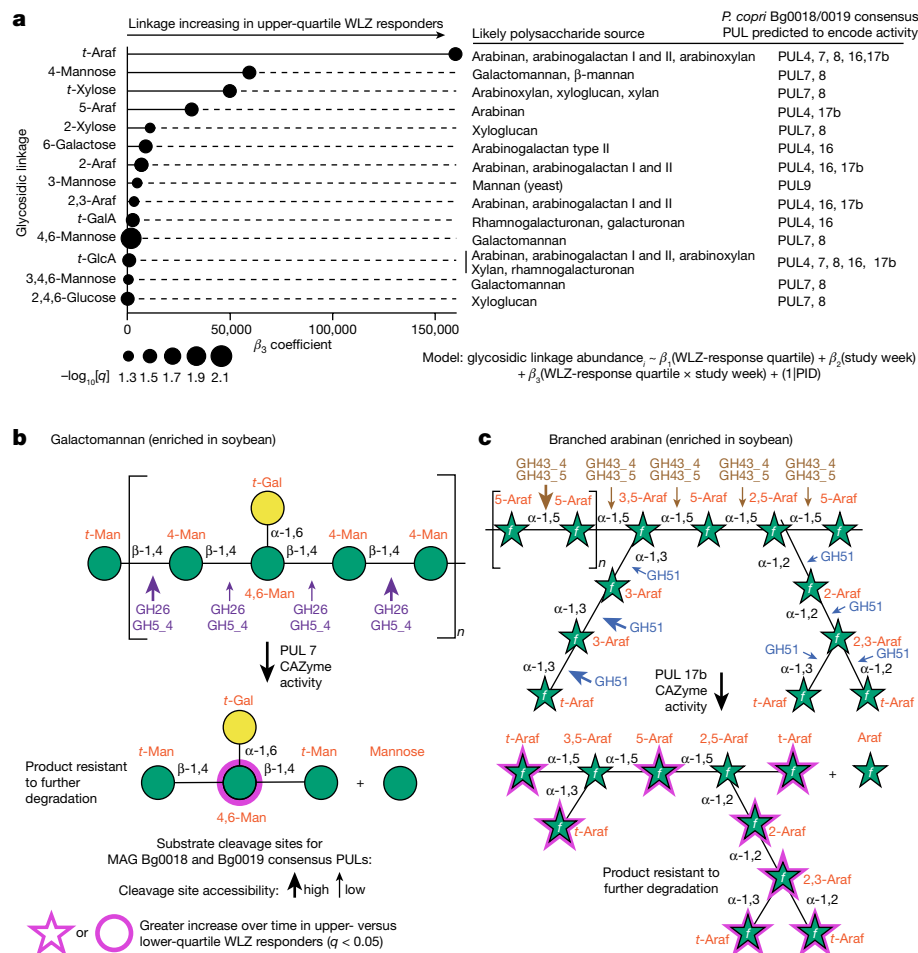 a
Linkage increasing in upper-quartile WLZ responders
Likely polysaccharide source
P. copri Bg0018/0019 consensus
PUL predicted to encode activity
Glycosidic linkage
t-Araf
Arabinan, arabinogalactan I and II, arabinoxylan
PUL4, 7, 8, 16,17b
4-Mannose
Galactomannan, β-mannan
PUL7, 8
t-Xylose
Arabinoxylan, xyloglucan, xylan
PUL7, 8
5-Araf
Arabinan
PUL4, 17b
2-Xylose
Xyloglucan
PUL7, 8
6-Galactose
Arabinogalactan type II
PUL4, 16
2-Araf
Arabinan, arabinogalactan I and II
PUL4, 16, 17b
3-Mannose
Mannan (yeast)
PUL9
2,3-Araf
Arabinan, arabinogalactan I and II
PUL4, 16, 17b
t-GalA
Rhamnogalacturonan, galacturonan
PUL4, 16
4,6-Mannose
Galactomannan
PUL7, 8
t-GlcA
Arabinan, arabinogalactan I and II, arabinoxylan
Xylan, rhamnogalacturonan
PUL4, 7, 8, 16, 17b
3,4,6-Mannose
Galactomannan
PUL7, 8
2,4,6-Glucose
Xyloglucan
PUL7, 8
0 50,000 100,000 150,000
β3 coefficient
–log10[q]
1.3 1.5 1.7 1.9 2.1
Model: glycosidic linkage abundancei ~ β1(WLZ-response quartile) + β2(study week)
+ β3(WLZ-response quartile × study week) + (1|PID)
b Galactomannan (enriched in soybean)
t-Gal
α-1,6
t-Man 4-Man 4-Man 4-Man
β-1,4 β-1,4 β-1,4 β-1,4
4,6-Man
GH26 GH26 GH26 GH26
GH5_4 GH5_4 GH5_4 GH5_4
n
PUL 7
CAZyme
activity
t-Gal
α-1,6
t-Man t-Man Mannose
β-1,4 β-1,4 +
4,6-Man
Product resistant
to further
degradation
Substrate cleavage sites for
MAG Bg0018 and Bg0019 consensus PULs:
Cleavage site accessibility: high low
or
Greater increase over time in upper- versus
lower-quartile WLZ responders (q < 0.05)
c Branched arabinan (enriched in soybean)
GH43_4 GH43_4 GH43_4 GH43_4 GH43_4
GH43_5 GH43_5 GH43_5 GH43_5 GH43_5
5-Araf 5-Araf 3,5-Araf 5-Araf 2,5-Araf 5-Araf
α-1,5 α-1,5 α-1,5 α-1,5 α-1,5
f f f f f f
n
α-1,3 GH51
α-1,2 GH51
f 3-Araf
f 2-Araf
α-1,3 GH51
α-1,2 GH51
f 3-Araf
f 2,3-Araf
α-1,3 GH51
GH51 GH51
α-1,3 α-1,2
f t-Araf
f f
t-Araf t-Araf
PUL 17b
CAZyme
activity
t-Araf 3,5-Araf 5-Araf 2,5-Araf t-Araf Araf
α-1,5 α-1,5 α-1,5
f f f f f + f
α-1,3
α-1,2
f t-Araf
f 2-Araf
α-1,2
Product resistant to
further degradation
f 2,3-Araf
α-1,3 α-1,2
t-Araf f f t-Araf